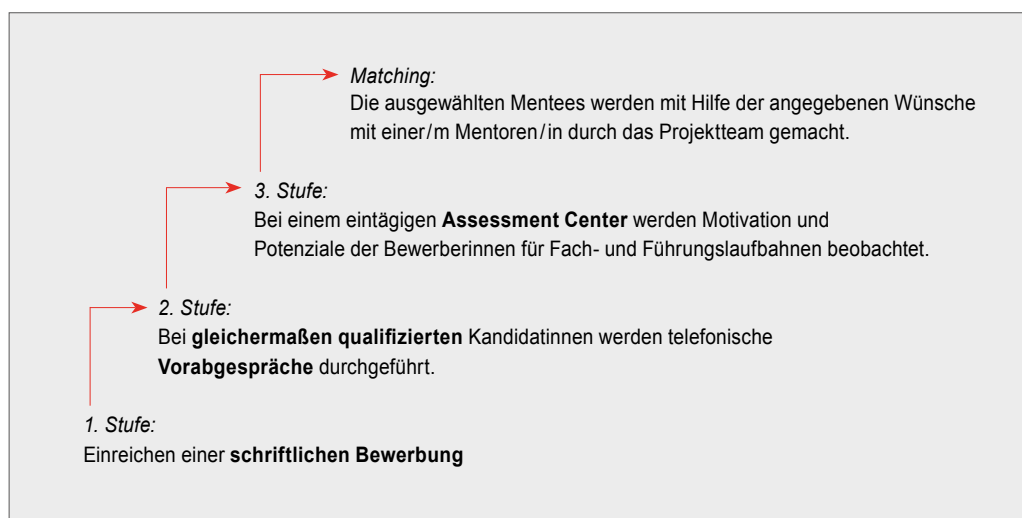 Matching:
Die ausgewählten Mentees werden mit Hilfe der angegebenen Wünsche
mit einer/m Mentoren/in durch das Projektteam gemacht.
3. Stufe:
Bei einem eintägigen Assessment Center werden Motivation und
Potenziale der Bewerberinnen für Fach- und Führungslaufbahnen beobachtet.
2. Stufe:
Bei gleichermaßen qualifizierten Kandidatinnen werden telefonische
Vorabgespräche durchgeführt.
1. Stufe:
Einreichen einer schriftlichen Bewerbung